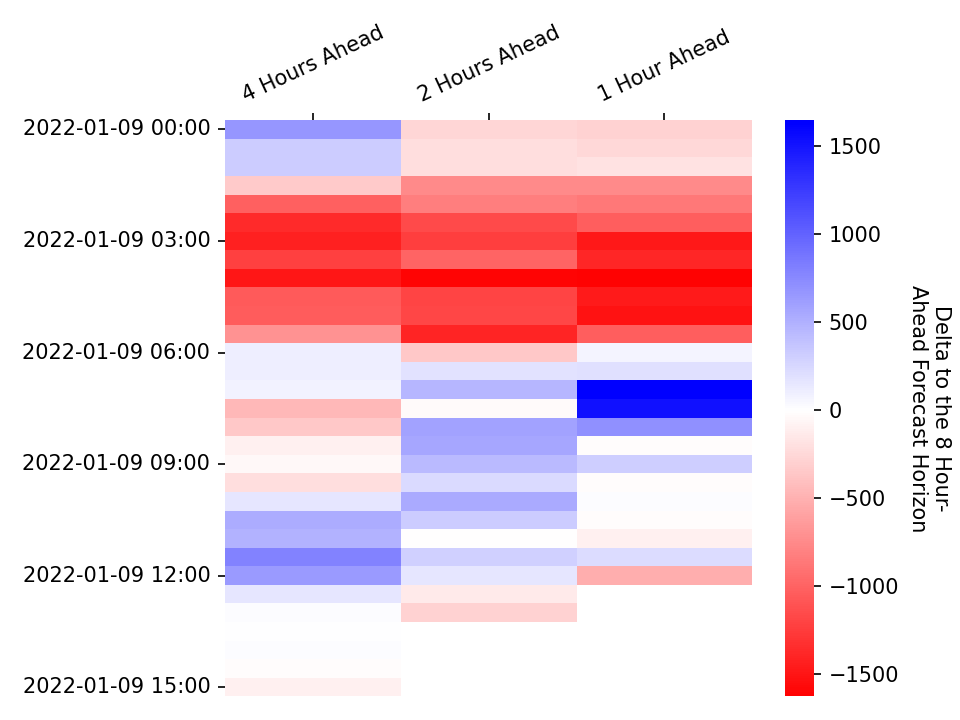 4 Hours Ahead
2 Hours Ahead
1 Hour Ahead
2022-01-09 00:00
2022-01-09 03:00
2022-01-09 06:00
2022-01-09 09:00
2022-01-09 12:00
2022-01-09 15:00
1500
1000
500
0
−500
−1000
−1500
Delta to the 8 Hour-
Ahead Forecast Horizon